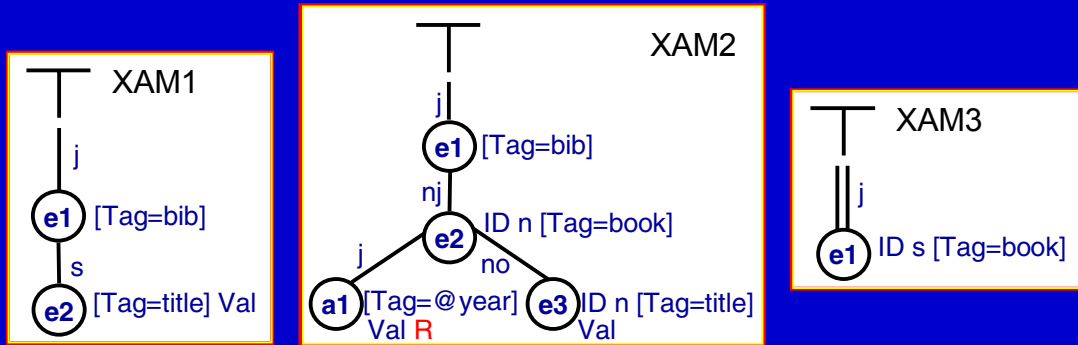 XAM1
j
e1 [Tag=bib]
s
e2 [Tag=title] Val
XAM2
j
e1 [Tag=bib]
nj
e2 ID n [Tag=book]
j no
a1 [Tag=@year] e3 ID n [Tag=title]
Val R Val
XAM3
j
e1 ID s [Tag=book]